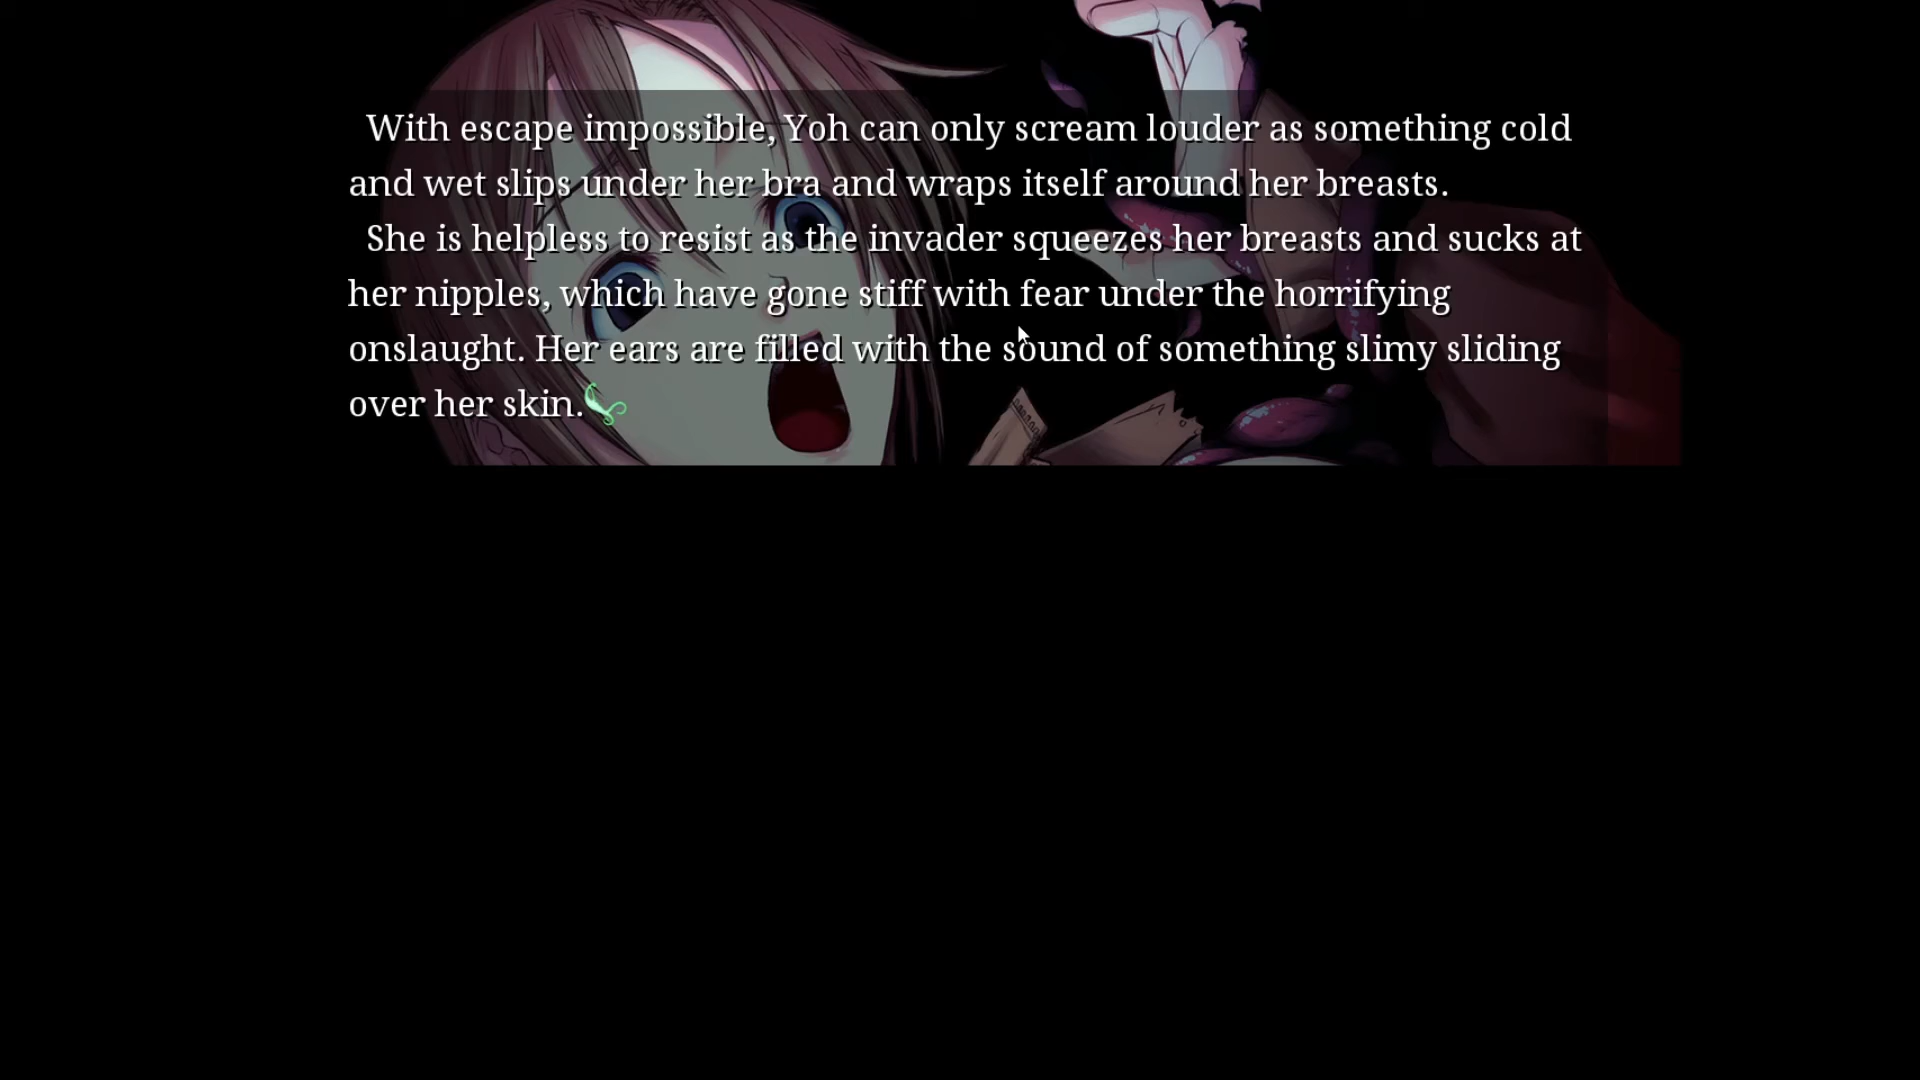 With escape impossible, Yoh can only scream louder as something cold
and wet slips under her bra and wraps itself around her breasts.
She is helpless to resist as the invader squeezes her breasts and sucks at
her nipples, which have gone stiff with fear under the horrifying
onslaught. Her ears are filled with the sound of something slimy sliding
over her skin.